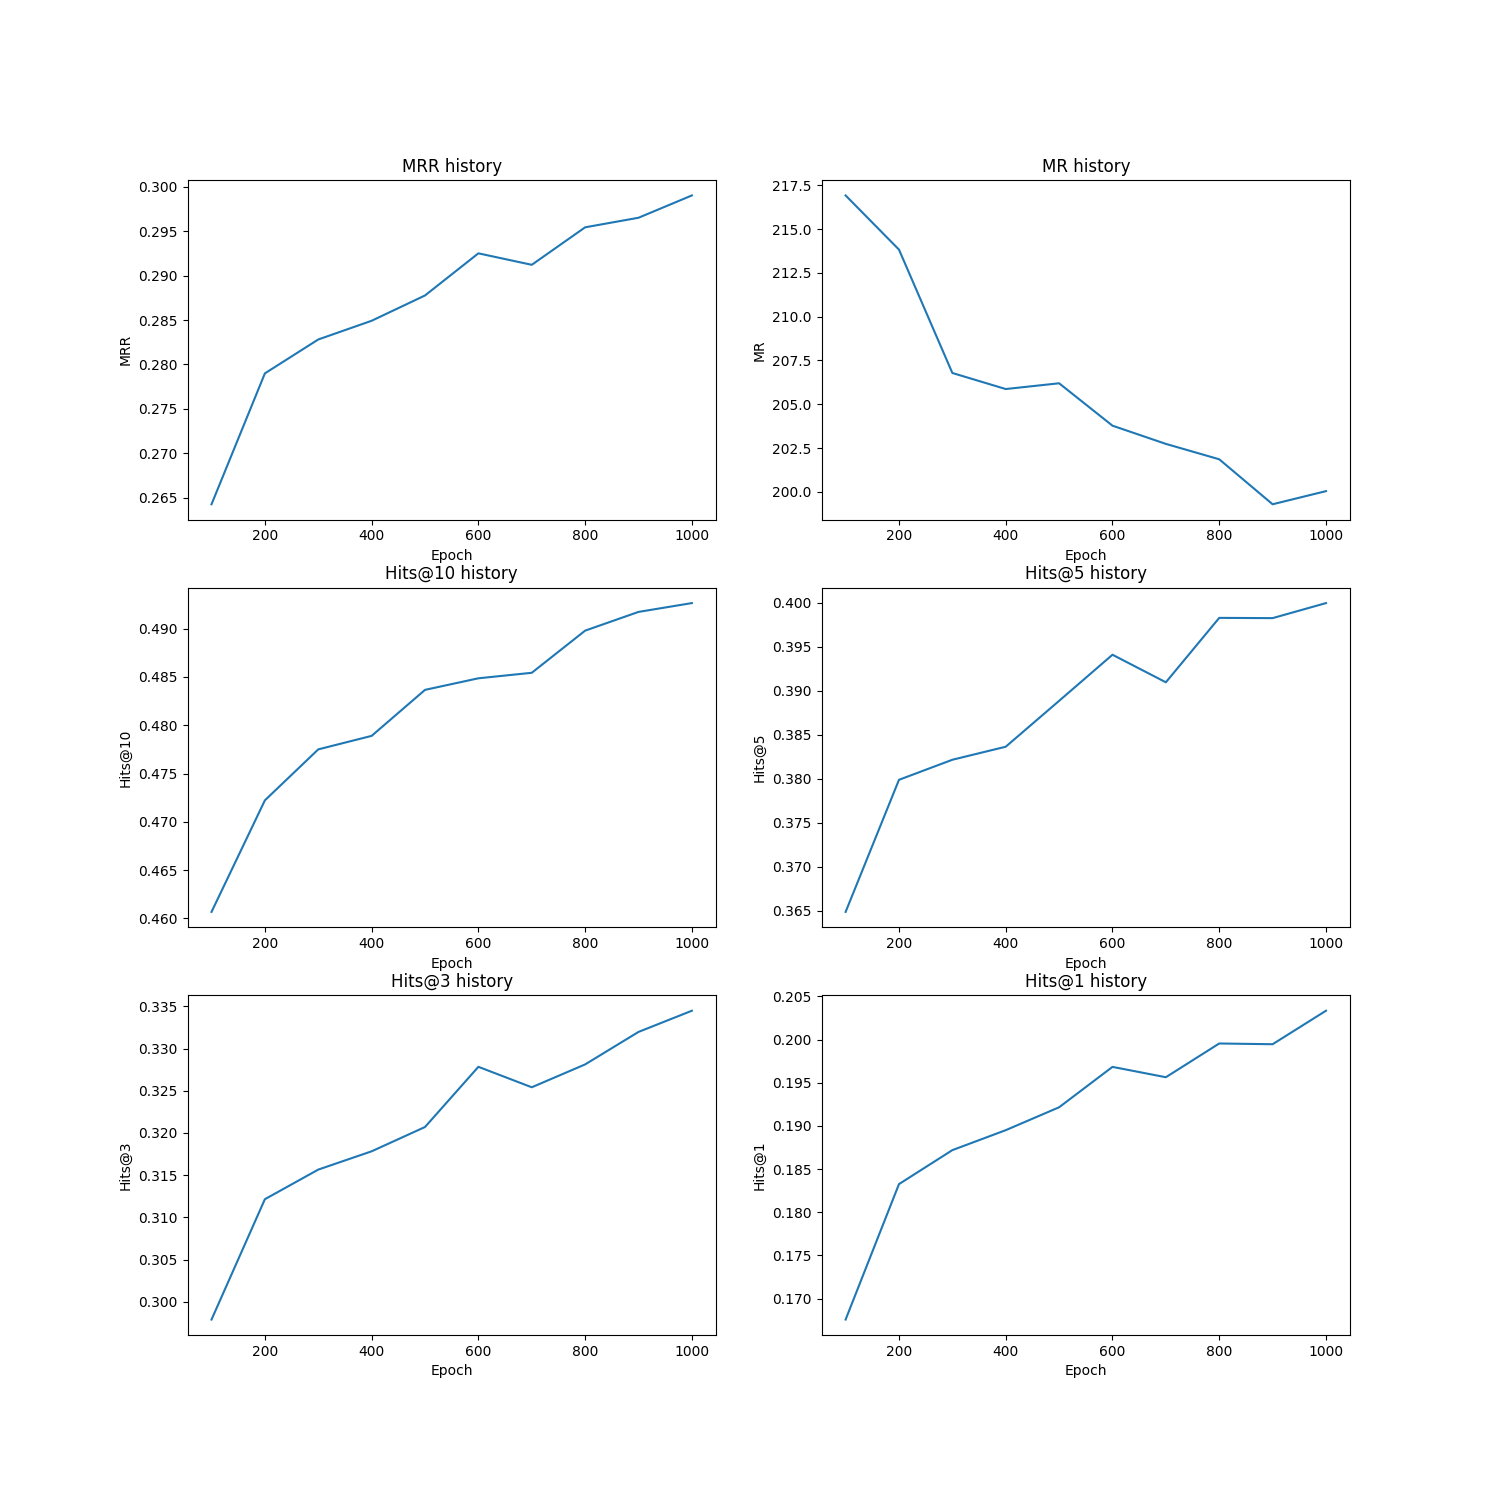 MRR history
0.300
0.295
0.290
0.285
0.280
0.275
0.270
0.265
MRR
200 400 600 800 1000
Epoch
MR history
217.5
215.0
212.5
210.0
207.5
205.0
202.5
200.0
MR
200 400 600 800 1000
Epoch
Hits@10 history
0.490
0.485
0.480
0.475
0.470
0.465
0.460
Hits@10
200 400 600 800 1000
Epoch
Hits@5 history
0.400
0.395
0.390
0.385
0.380
0.375
0.370
0.365
Hits@5
200 400 600 800 1000
Epoch
Hits@3 history
0.335
0.330
0.325
0.320
0.315
0.310
0.305
0.300
Hits@3
200 400 600 800 1000
Epoch
Hits@1 history
0.205
0.200
0.195
0.190
0.185
0.180
0.175
0.170
Hits@1
200 400 600 800 1000
Epoch